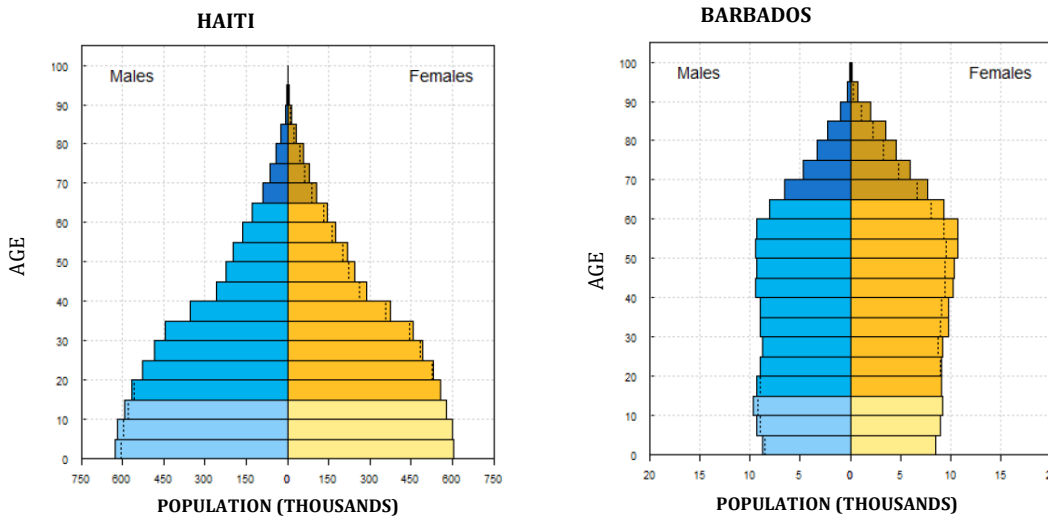 HAITI
Males Females
100
90
80
70
60
50
40
30
20
10
0
AGE
750 600 450 300 150 0 150 300 450 600 750
POPULATION (THOUSANDS)
BARBADOS
Males Females
100
90
80
70
60
50
40
30
20
10
0
AGE
20 15 10 5 0 5 10 15
POPULATION (THOUSANDS)